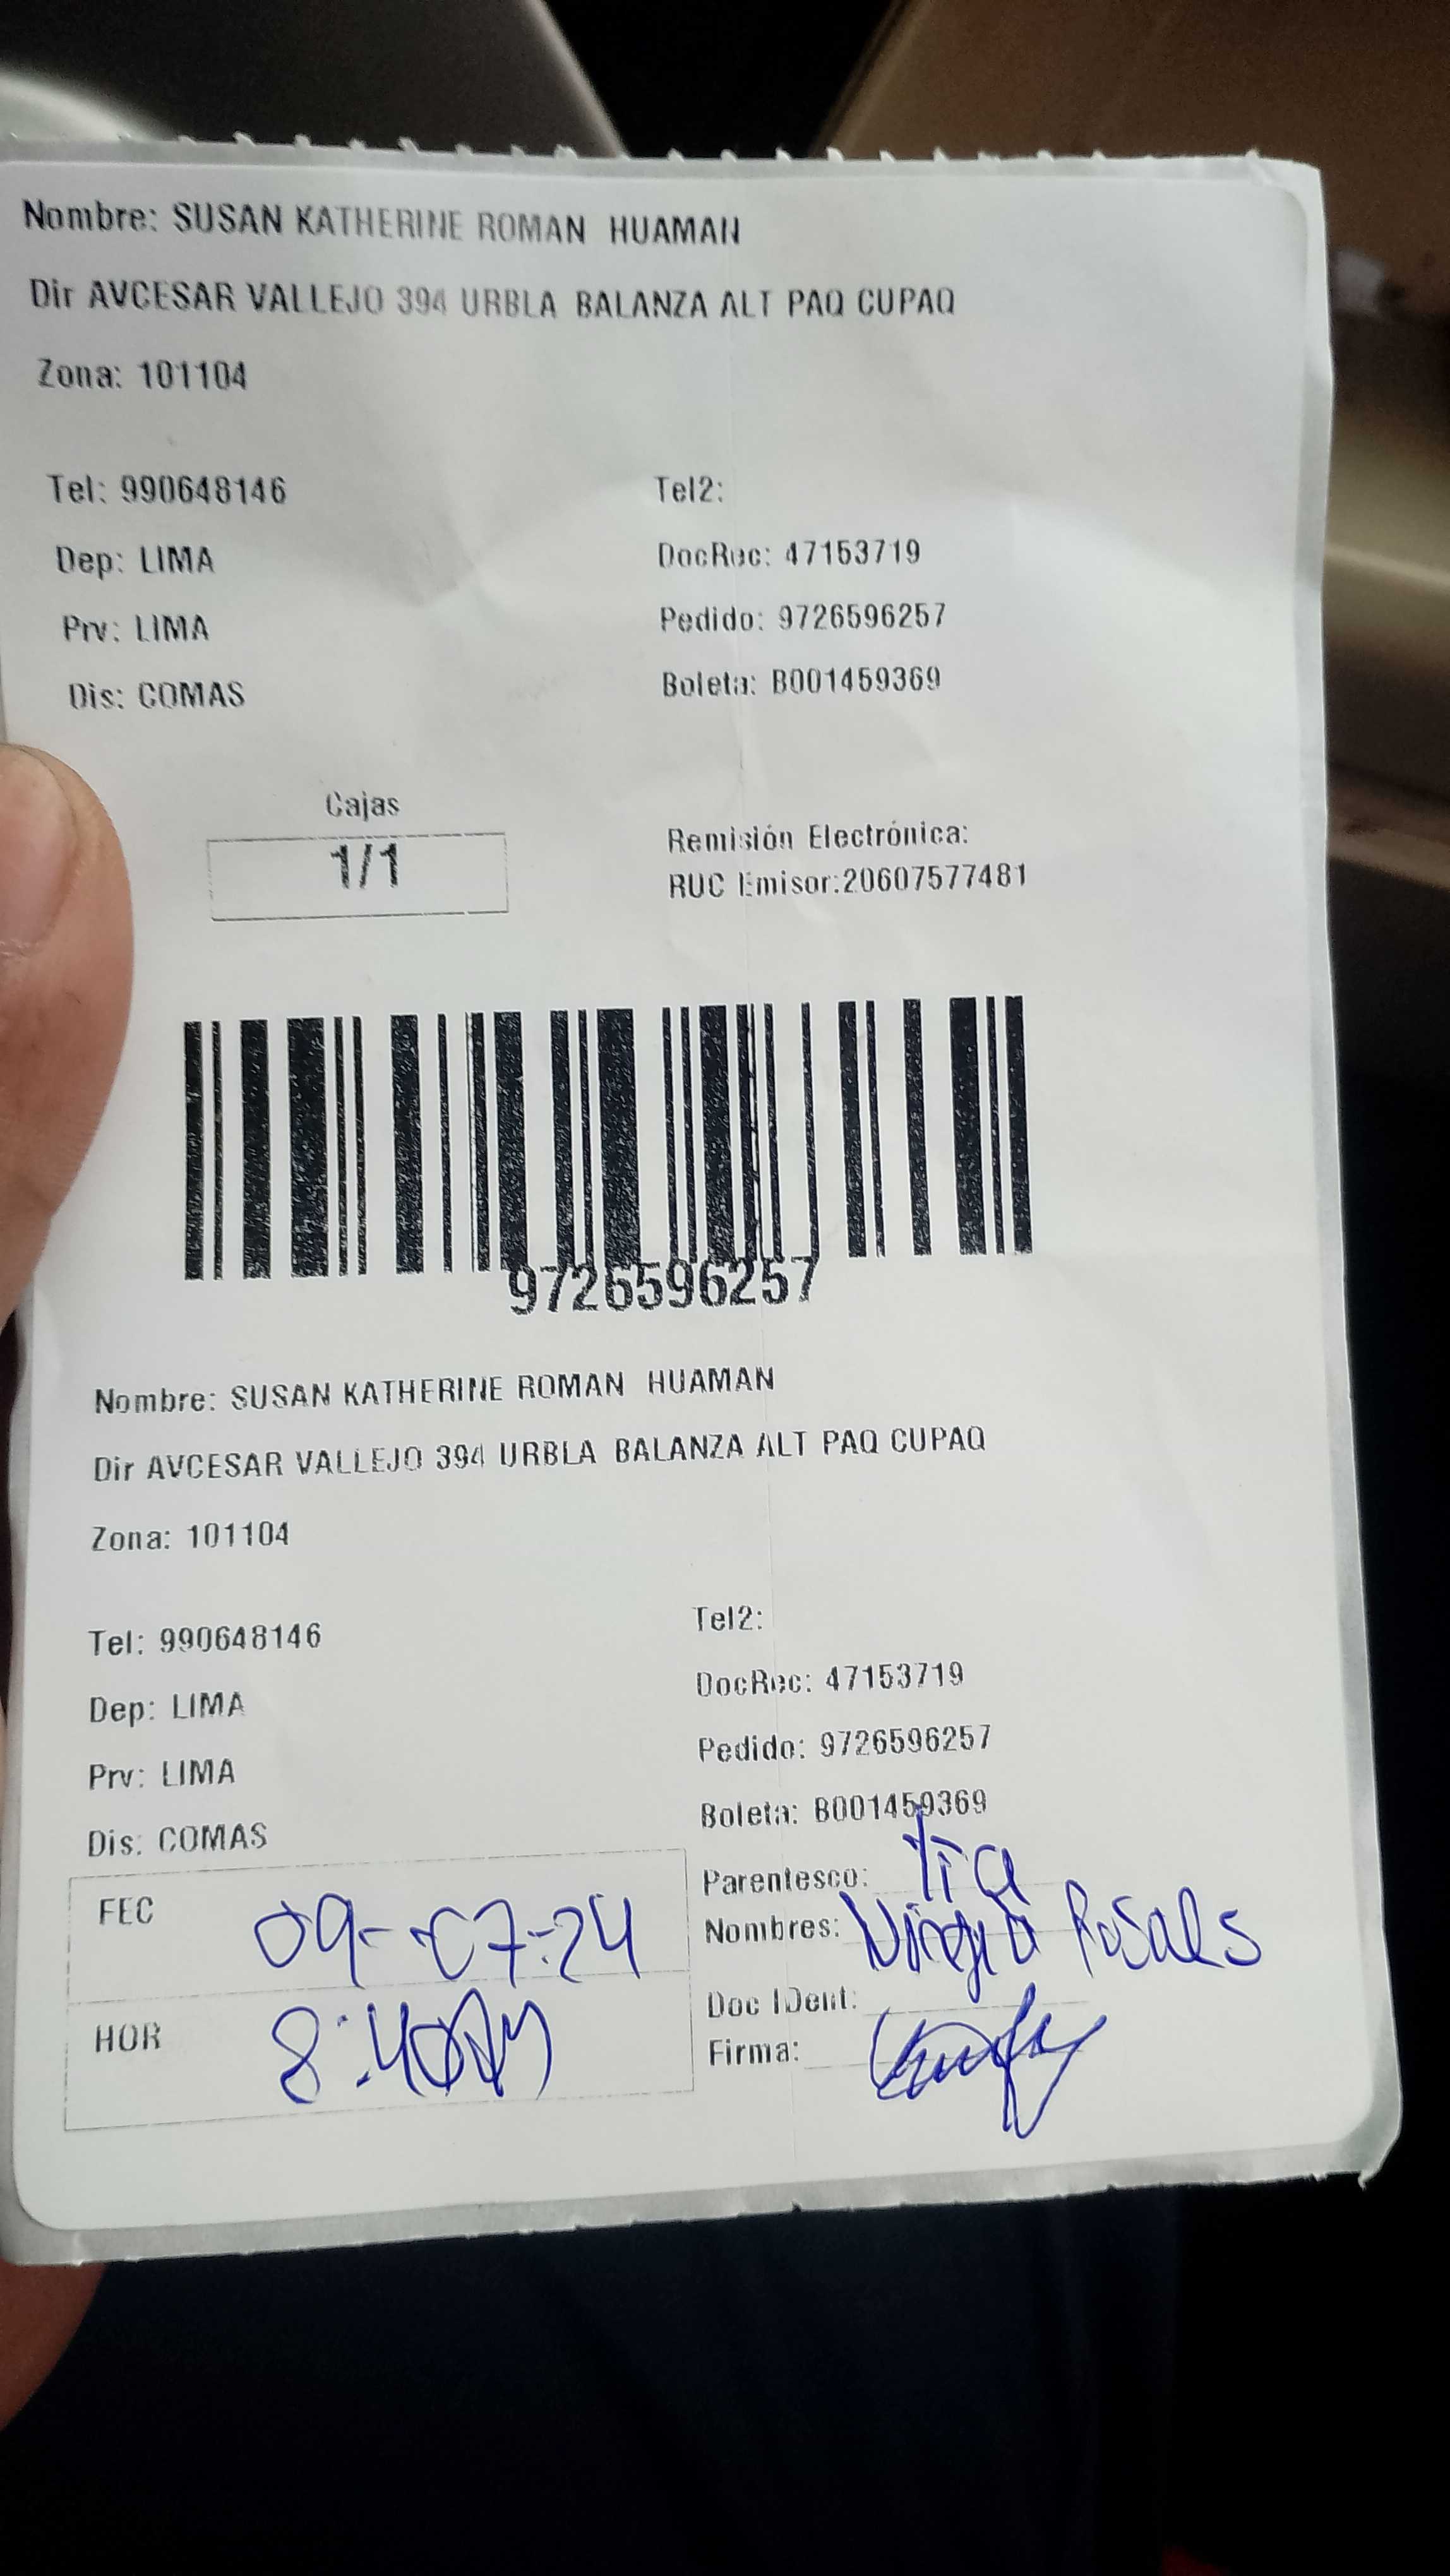 Nombre: SUSAN KATHERINE ROMAN HUAMAN
Dir AVCESAR VALLEJO 394 URBLA BALANZA ALT PAQ CUPAQ
Zona: 101104
Tel: 990648146 Tel2:
Dep: LIMA DocRec: 47153719
Prv: LIMA Pedido: 9726596257
Dis: COMAS Boleta: B001459369
Cajas
1/1
Remisión Electrónica:
RUC Emisor:20607577481
9726596257
Nombre: SUSAN KATHERINE ROMAN HUAMAN
Dir AVCESAR VALLEJO 394 URBLA BALANZA ALT PAQ CUPAQ
Zona: 101104
Tel: 990648146 Tel2:
Dep: LIMA DocRec: 47153719
Prv: LIMA Pedido: 9726596257
Dis: COMAS Boleta: B001459369
FEC 09-07-24
HOR 8:40AM
Parentesco: tia
Nombres: Rosales
Doc IDent:
Firma: